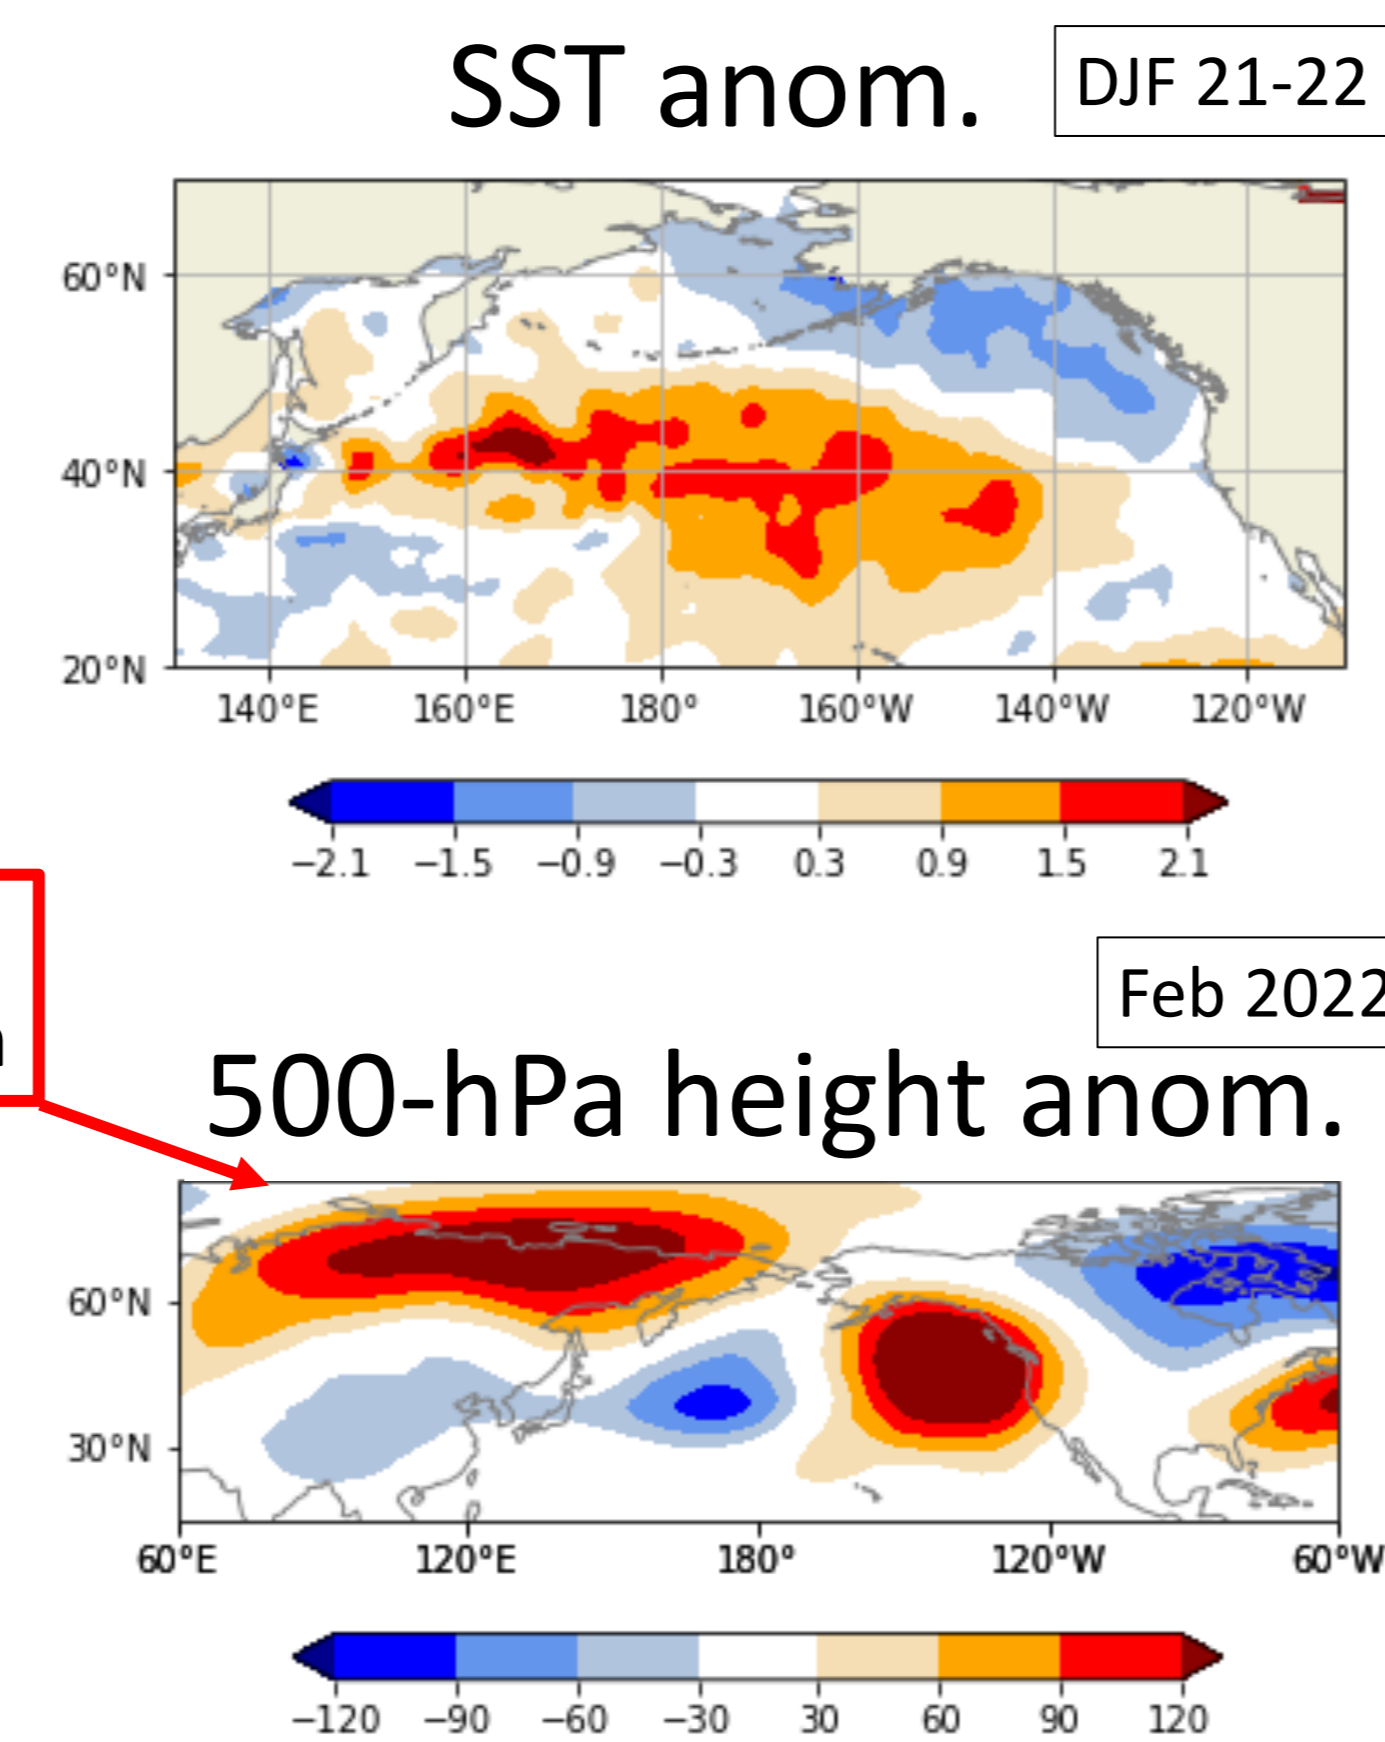 SST anom.
DJF 21-22
60°N
40°N
20°N
140°E 160°E 180° 160°W 140°W 120°W
−2.1 −1.5 −0.9 −0.3 0.3 0.9 1.5 2.1
Feb 2022
500-hPa height anom.
60°N
30°N
60°E 120°E 180° 120°W 60°W
−120 −90 −60 −30 30 60 90 120